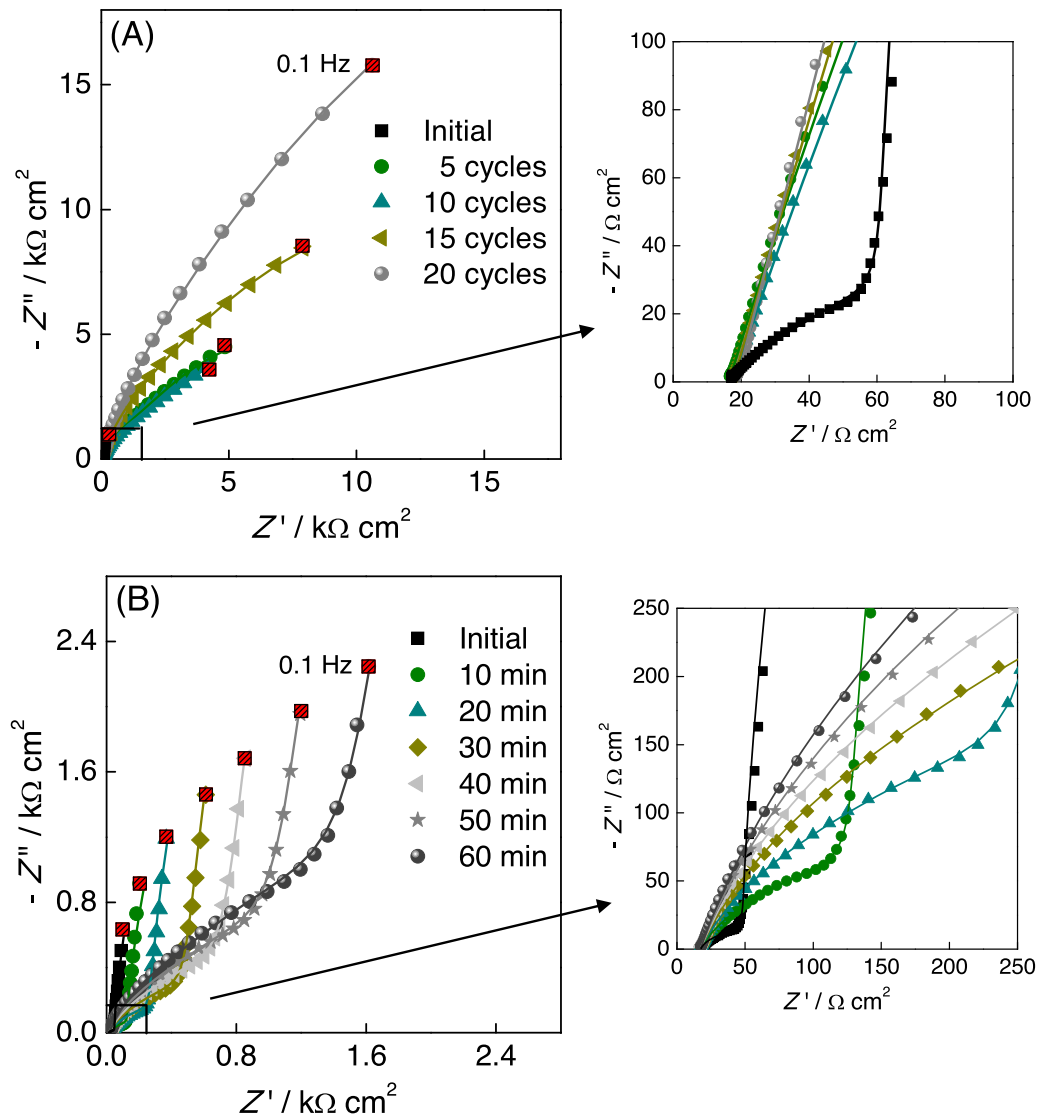 (A)
0.1 Hz
Initial
5 cycles
10 cycles
15 cycles
20 cycles
15
10
5
0
0
5
10
15
- Z'' / kΩ cm²
Z' / kΩ cm²
100
80
60
40
20
0
0
20
40
60
80
100
- Z'' / Ω cm²
Z' / Ω cm²
(B)
0.1 Hz
Initial
10 min
20 min
30 min
40 min
50 min
60 min
2.4
1.6
0.8
0.0
0.0
0.8
1.6
2.4
- Z'' / kΩ cm²
Z' / kΩ cm²
250
200
150
100
50
0
0
50
100
150
200
250
- Z'' / Ω cm²
Z' / Ω cm²